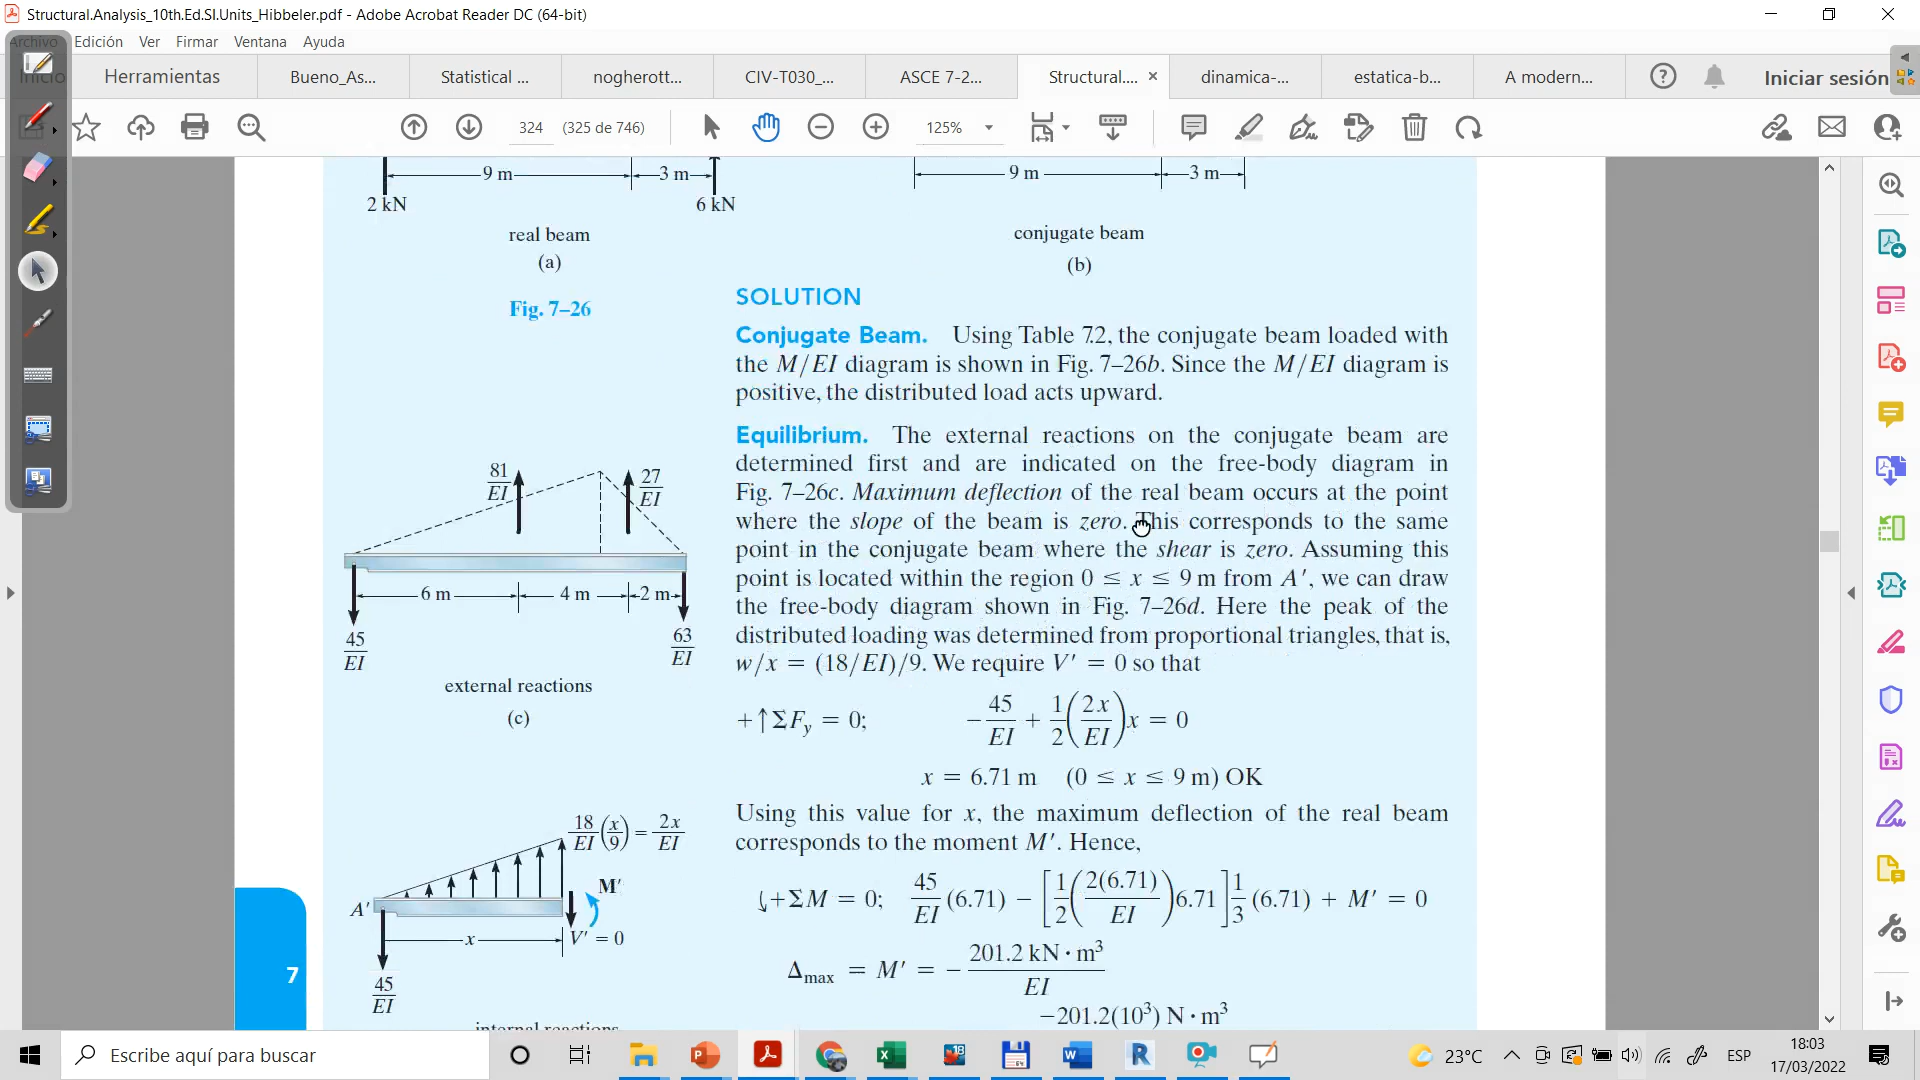 Structural.Analysis_10th.Ed.SI.Units_Hibbeler.pdf - Adobe Acrobat Reader DC (64-bit)
Archivo Edición Ver Firmar Ventana Ayuda
Inicio Herramientas Bueno_As... Statistical ... nogherott... CIV-T030_... ASCE 7-2... Structural.... × dinamica-... estatica-b... A modern... Iniciar sesión
324 (325 de 746) 125%
9 m 3 m 9 m 3 m
2 kN 6 kN
real beam
(a)
conjugate beam
(b)
Fig. 7–26
SOLUTION
Conjugate Beam. Using Table 7.2, the conjugate beam loaded with
the M/EI diagram is shown in Fig. 7–26b. Since the M/EI diagram is
positive, the distributed load acts upward.
Equilibrium. The external reactions on the conjugate beam are
determined first and are indicated on the free-body diagram in
Fig. 7–26c. Maximum deflection of the real beam occurs at the point
where the slope of the beam is zero. This corresponds to the same
point in the conjugate beam where the shear is zero. Assuming this
point is located within the region 0 ≤ x ≤ 9 m from A′, we can draw
the free-body diagram shown in Fig. 7–26d. Here the peak of the
distributed loading was determined from proportional triangles, that is,
w/x = (18/EI)/9. We require V′ = 0 so that
+↑ΣFy = 0; −45/EI + 1/2(2x/EI)x = 0
x = 6.71 m (0 ≤ x ≤ 9 m) OK
Using this value for x, the maximum deflection of the real beam
corresponds to the moment M′. Hence,
⤹+ΣM = 0; 45/EI (6.71) − [1/2(2(6.71)/EI)6.71]1/3 (6.71) + M′ = 0
Δmax = M′ = −201.2 kN·m³/EI
−201.2(10³) N·m³
81/EI 27/EI
6 m 4 m 2 m
45/EI 63/EI
external reactions
(c)
18/EI (x/9) = 2x/EI
M′
A′
x V′ = 0
45/EI
internal reactions
7
Escribe aquí para buscar
18
23°C
ESP
18:03
17/03/2022